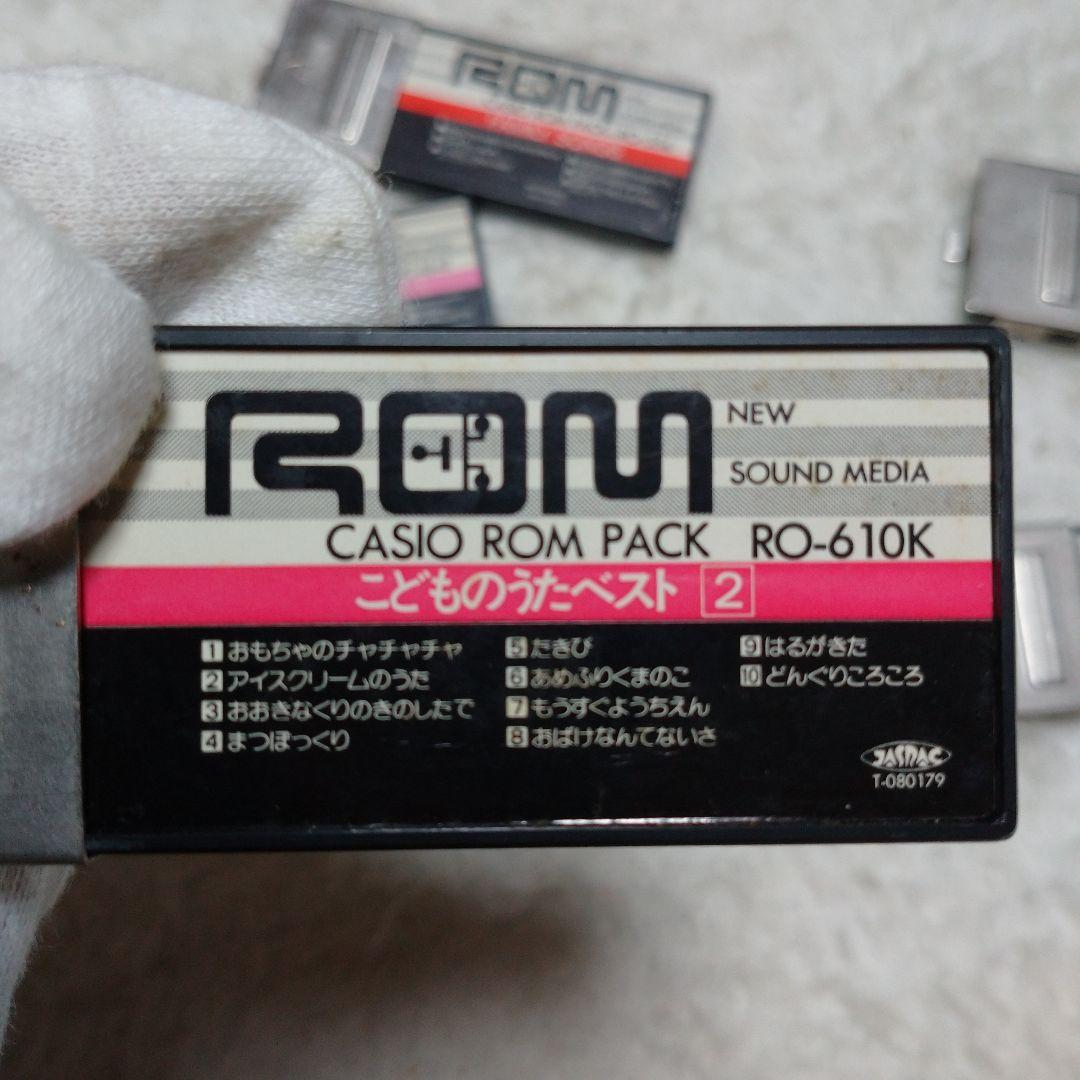 ROM
ROM
NEW
SOUND MEDIA
CASIO ROM PACK RO-610K
こどものうたベスト 2
1 おもちゃのチャチャチャ
2 アイスクリームのうた
3 おおきなくりのきのしたで
4 まつぼっくり
5 たきび
6 あめふりくまのこ
7 もうすぐようちえん
8 おばけなんてないさ
9 はるがきた
10 どんぐりころころ
JASRAC
T-080179